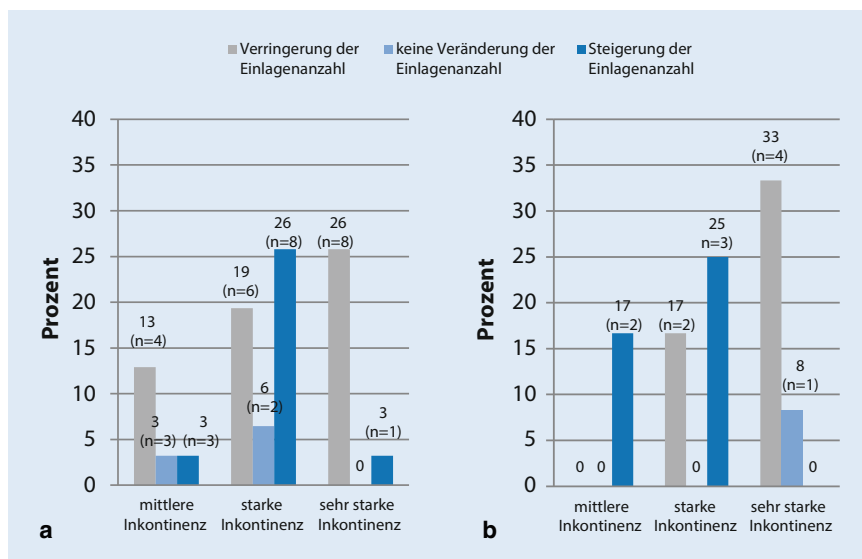 Verringerung der
Einlagenanzahl
keine Veränderung der
Einlagenanzahl
Steigerung der
Einlagenanzahl
Prozent
40
35
30
25
20
15
10
5
0
13
(n=4)
3
(n=3)
3
(n=3)
19
(n=6)
6
(n=2)
26
(n=8)
26
(n=8)
0
3
(n=1)
mittlere
Inkontinenz
starke
Inkontinenz
sehr starke
Inkontinenz
a
Prozent
40
35
30
25
20
15
10
5
0
0
0
17
(n=2)
17
(n=2)
0
25
n=3)
33
(n=4)
8
(n=1)
0
mittlere
Inkontinenz
starke
Inkontinenz
sehr starke
Inkontinenz
b